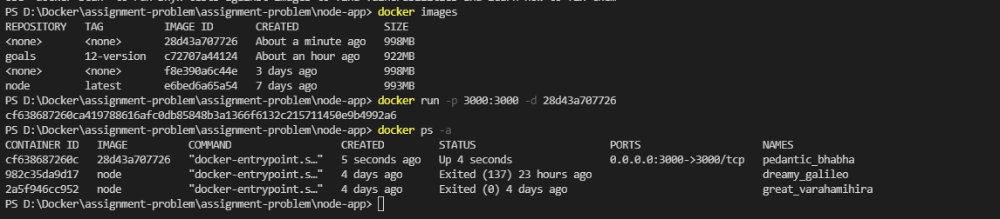 PS D:\Docker\assignment-problem\assignment-problem\node-app> docker images
REPOSITORY TAG IMAGE ID CREATED SIZE
<none> <none> 28d43a707726 About a minute ago 998MB
goals 12-version c72707a44124 About an hour ago 922MB
<none> <none> f8e390a6c44e 3 days ago 998MB
node latest e6bed6a65a54 7 days ago 993MB
PS D:\Docker\assignment-problem\assignment-problem\node-app> docker run -p 3000:3000 -d 28d43a707726
cf638687260ca419788616afc0db85848b3a1366f6132c215711450e9b4992a6
PS D:\Docker\assignment-problem\assignment-problem\node-app> docker ps -a
CONTAINER ID IMAGE COMMAND CREATED STATUS PORTS NAMES
cf638687260c 28d43a707726 "docker-entrypoint.s…" 5 seconds ago Up 4 seconds 0.0.0.0:3000->3000/tcp pedantic_bhabha
982c35da9d17 node "docker-entrypoint.s…" 4 days ago Exited (137) 23 hours ago dreamy_galileo
2a5f946cc952 node "docker-entrypoint.s…" 4 days ago Exited (0) 4 days ago great_varahamihira
PS D:\Docker\assignment-problem\assignment-problem\node-app>